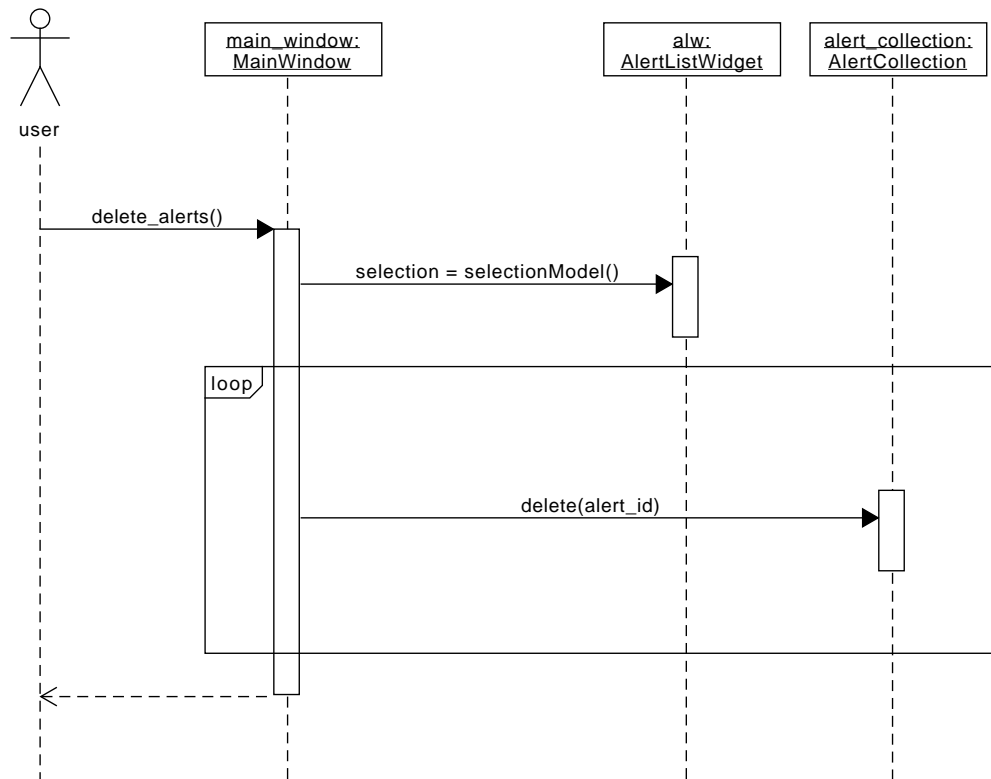 main_window:
MainWindow
alw:
AlertListWidget
alert_collection:
AlertCollection
user
delete_alerts()
selection = selectionModel()
loop
delete(alert_id)